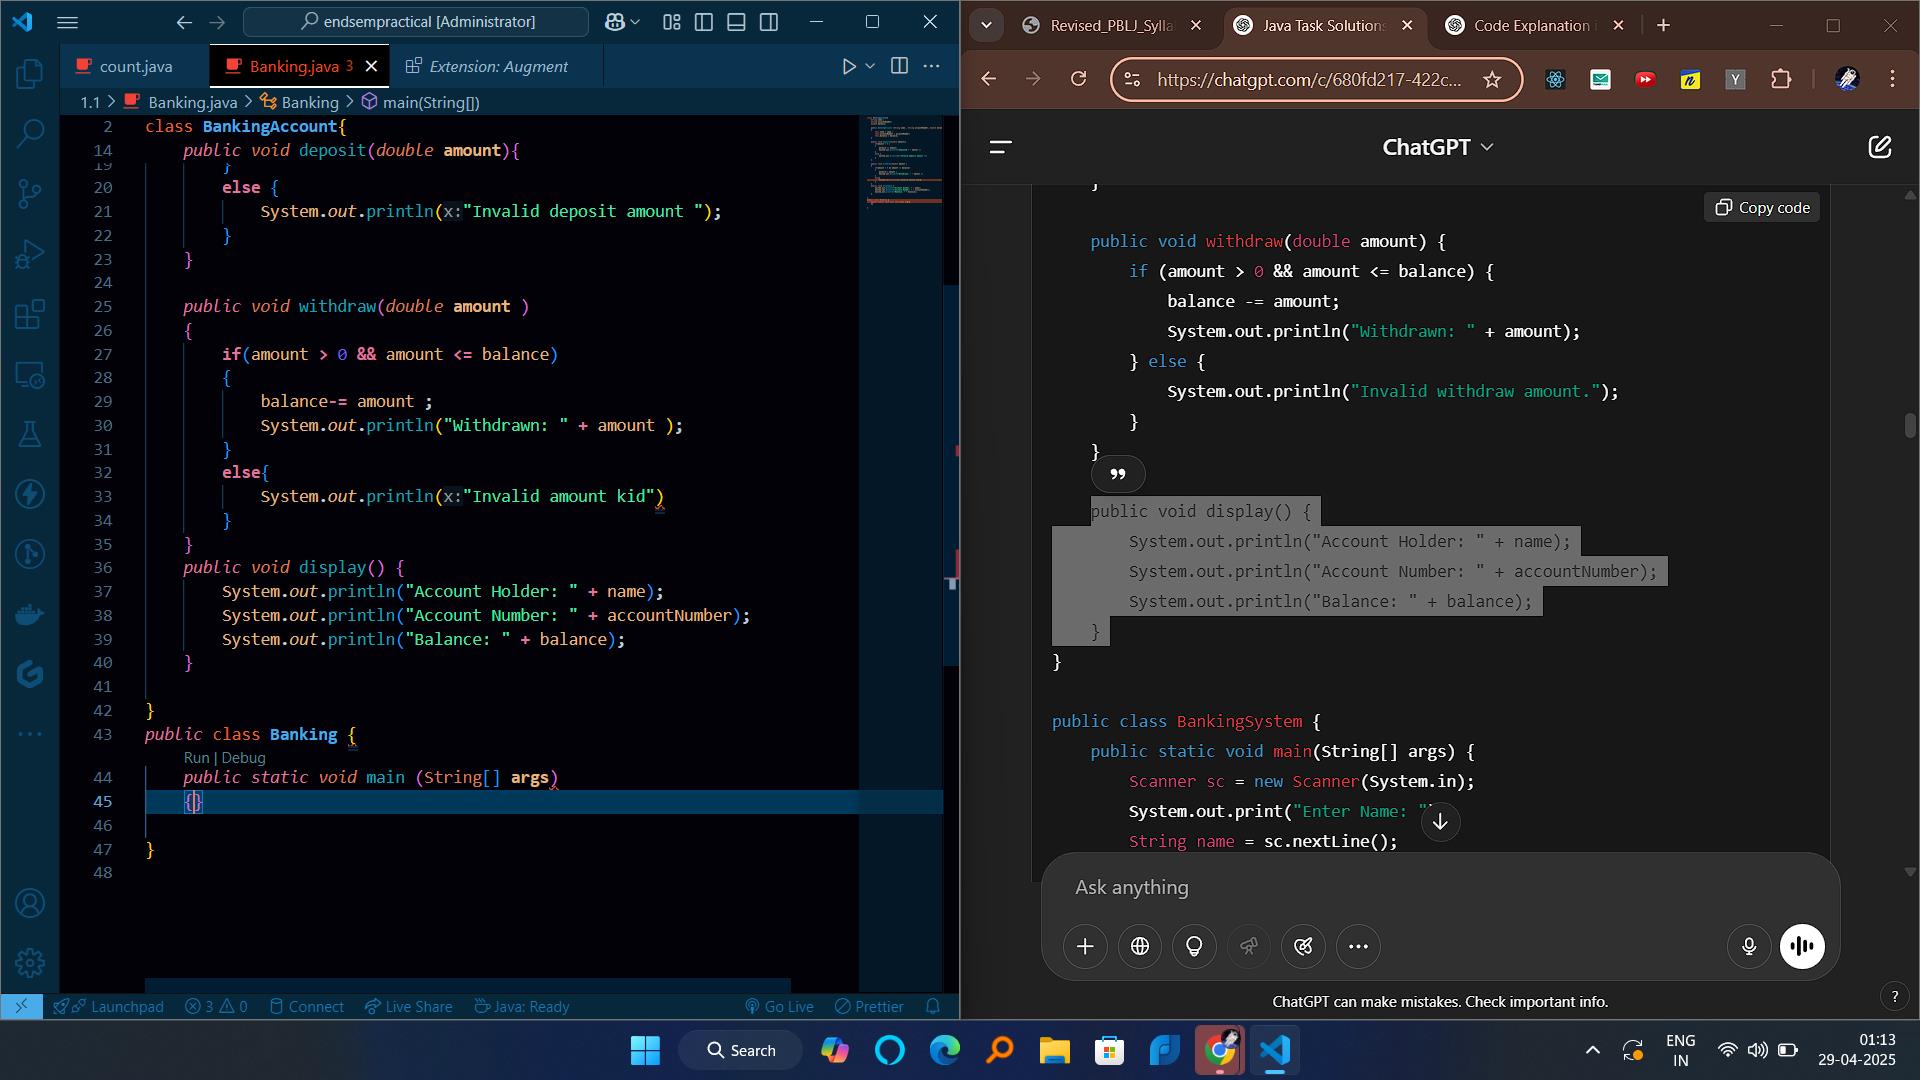 endsempractical [Administrator]
count.java
Banking.java 3
Extension: Augment
1.1 > Banking.java > Banking > main(String[])
2 class BankingAccount{
14 public void deposit(double amount){
19 }
20 else {
21 System.out.println(x:"Invalid deposit amount ");
22 }
23 }
24
25 public void withdraw(double amount )
26 {
27 if(amount > 0 && amount <= balance)
28 {
29 balance-= amount ;
30 System.out.println("Withdrawn: " + amount );
31 }
32 else{
33 System.out.println(x:"Invalid amount kid")
34 }
35 }
36 public void display() {
37 System.out.println("Account Holder: " + name);
38 System.out.println("Account Number: " + accountNumber);
39 System.out.println("Balance: " + balance);
40 }
41
42 }
43 public class Banking {
Run | Debug
44 public static void main (String[] args)
45 {}
46
47 }
48
Launchpad
3 0
Connect
Live Share
Java: Ready
Go Live
Prettier
Revised_PBLJ_Sylla
Java Task Solutions
Code Explanation
https://chatgpt.com/c/680fd217-422c...
ChatGPT
}
Copy code
public void withdraw(double amount) {
if (amount > 0 && amount <= balance) {
balance -= amount;
System.out.println("Withdrawn: " + amount);
} else {
System.out.println("Invalid withdraw amount.");
}
}
public void display() {
System.out.println("Account Holder: " + name);
System.out.println("Account Number: " + accountNumber);
System.out.println("Balance: " + balance);
}
}
public class BankingSystem {
public static void main(String[] args) {
Scanner sc = new Scanner(System.in);
System.out.print("Enter Name: "
String name = sc.nextLine();
Ask anything
ChatGPT can make mistakes. Check important info.
?
Search
ENG
IN
01:13
29-04-2025